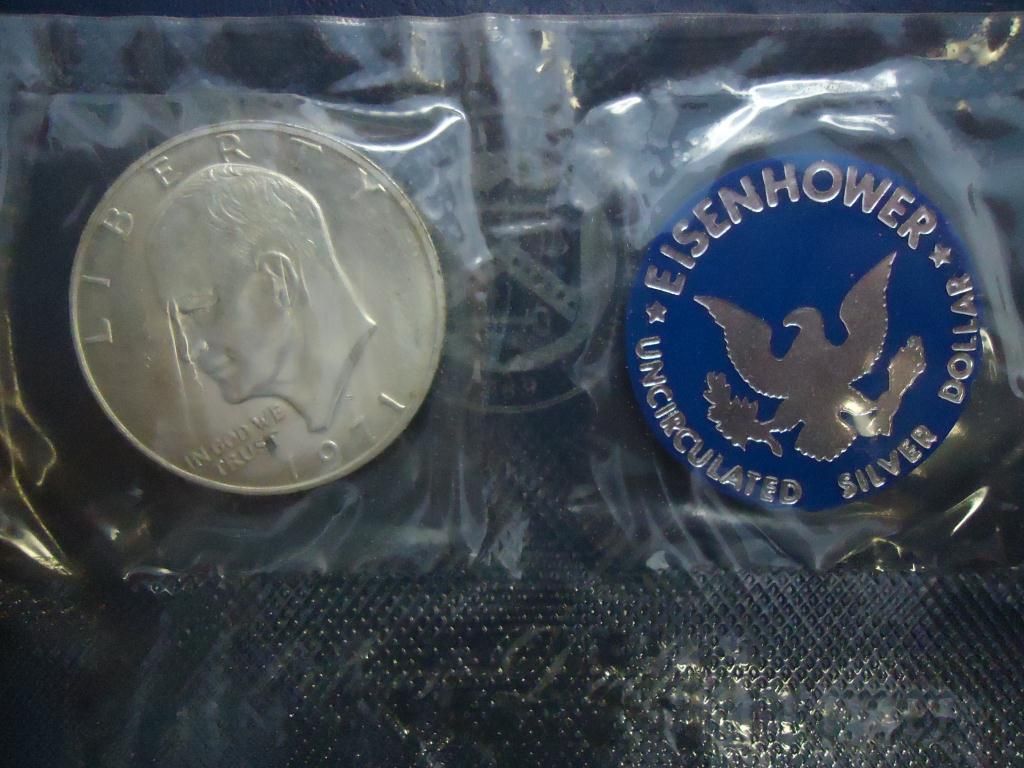 LIBERTY
IN GOD WE
TRUST
1971
EISENHOWER
UNCIRCULATED SILVER DOLLAR